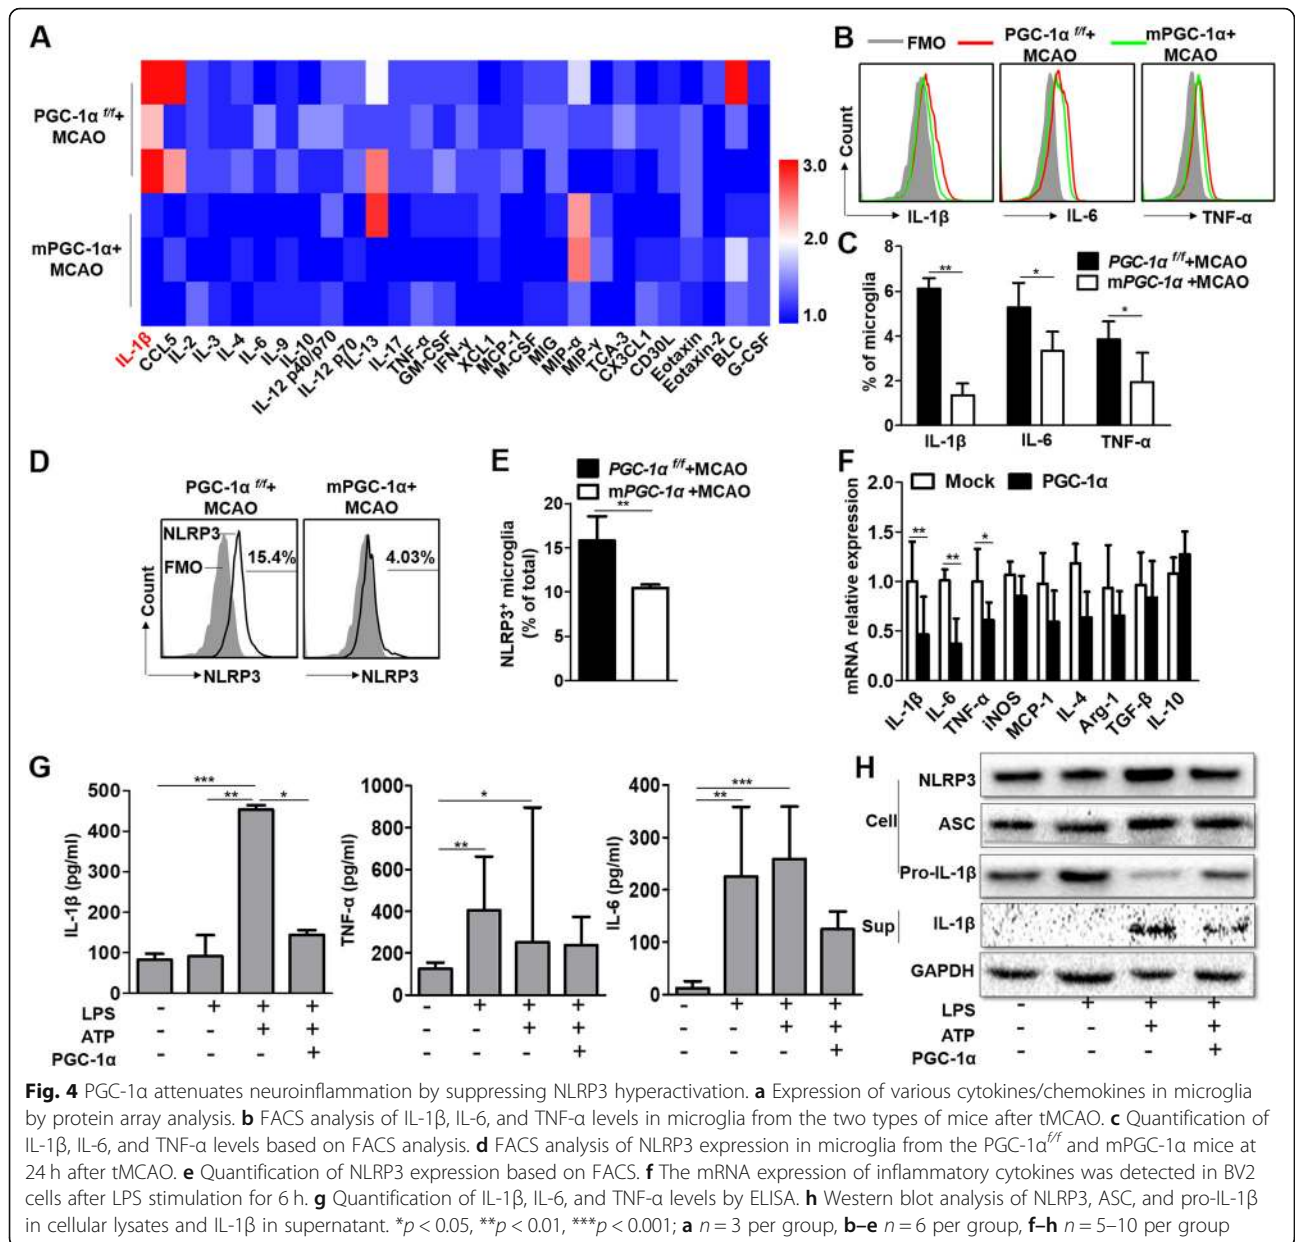 A
PGC-1α f/f+
MCAO
mPGC-1α+
MCAO
3.0
2.0
1.0
IL-1β
CCL5
IL-2
IL-3
IL-4
IL-6
IL-9
IL-10
IL-12 p40/p70
IL-12 p70
IL-13
IL-17
TNF-α
GM-CSF
IFN-γ
XCL1
MCP-1
M-CSF
MIG
MIP-α
MIP-γ
TCA-3
CX3CL1
CD30L
Eotaxin
Eotaxin-2
BLC
G-CSF
B
FMO
PGC-1α f/f+
MCAO
mPGC-1α+
MCAO
Count
IL-1β
IL-6
TNF-α
C
% of microglia
8
6
4
2
0
PGC-1α f/f+MCAO
mPGC-1α +MCAO
**
*
*
IL-1β
IL-6
TNF-α
D
PGC-1α f/f+
MCAO
mPGC-1α+
MCAO
NLRP3
FMO
15.4%
4.03%
Count
NLRP3
NLRP3
E
PGC-1α f/f+MCAO
mPGC-1α +MCAO
NLRP3+ microglia
(% of total)
20
15
10
5
0
**
F
mRNA relative expression
2.0
1.5
1.0
0.5
0.0
Mock
PGC-1α
**
**
*
IL-1β
IL-6
TNF-α
iNOS
MCP-1
IL-4
Arg-1
TGF-β
IL-10
G
IL-1β (pg/ml)
500
400
300
200
100
0
***
**
*
TNF-α (pg/ml)
1000
800
600
400
200
0
*
**
IL-6 (pg/ml)
400
300
200
100
0
***
**
LPS - + + + - + + + - + + +
ATP - - + + - - + + - - + +
PGC-1α - - - + - - - + - - - +
H
Cell
Sup
NLRP3
ASC
Pro-IL-1β
IL-1β
GAPDH
LPS - + + +
ATP - - + +
PGC-1α - - - +
Fig. 4 PGC-1α attenuates neuroinflammation by suppressing NLRP3 hyperactivation. a Expression of various cytokines/chemokines in microglia
by protein array analysis. b FACS analysis of IL-1β, IL-6, and TNF-α levels in microglia from the two types of mice after tMCAO. c Quantification of
IL-1β, IL-6, and TNF-α levels based on FACS analysis. d FACS analysis of NLRP3 expression in microglia from the PGC-1αf/f and mPGC-1α mice at
24 h after tMCAO. e Quantification of NLRP3 expression based on FACS. f The mRNA expression of inflammatory cytokines was detected in BV2
cells after LPS stimulation for 6 h. g Quantification of IL-1β, IL-6, and TNF-α levels by ELISA. h Western blot analysis of NLRP3, ASC, and pro-IL-1β
in cellular lysates and IL-1β in supernatant. *p < 0.05, **p < 0.01, ***p < 0.001; a n = 3 per group, b–e n = 6 per group, f–h n = 5–10 per group